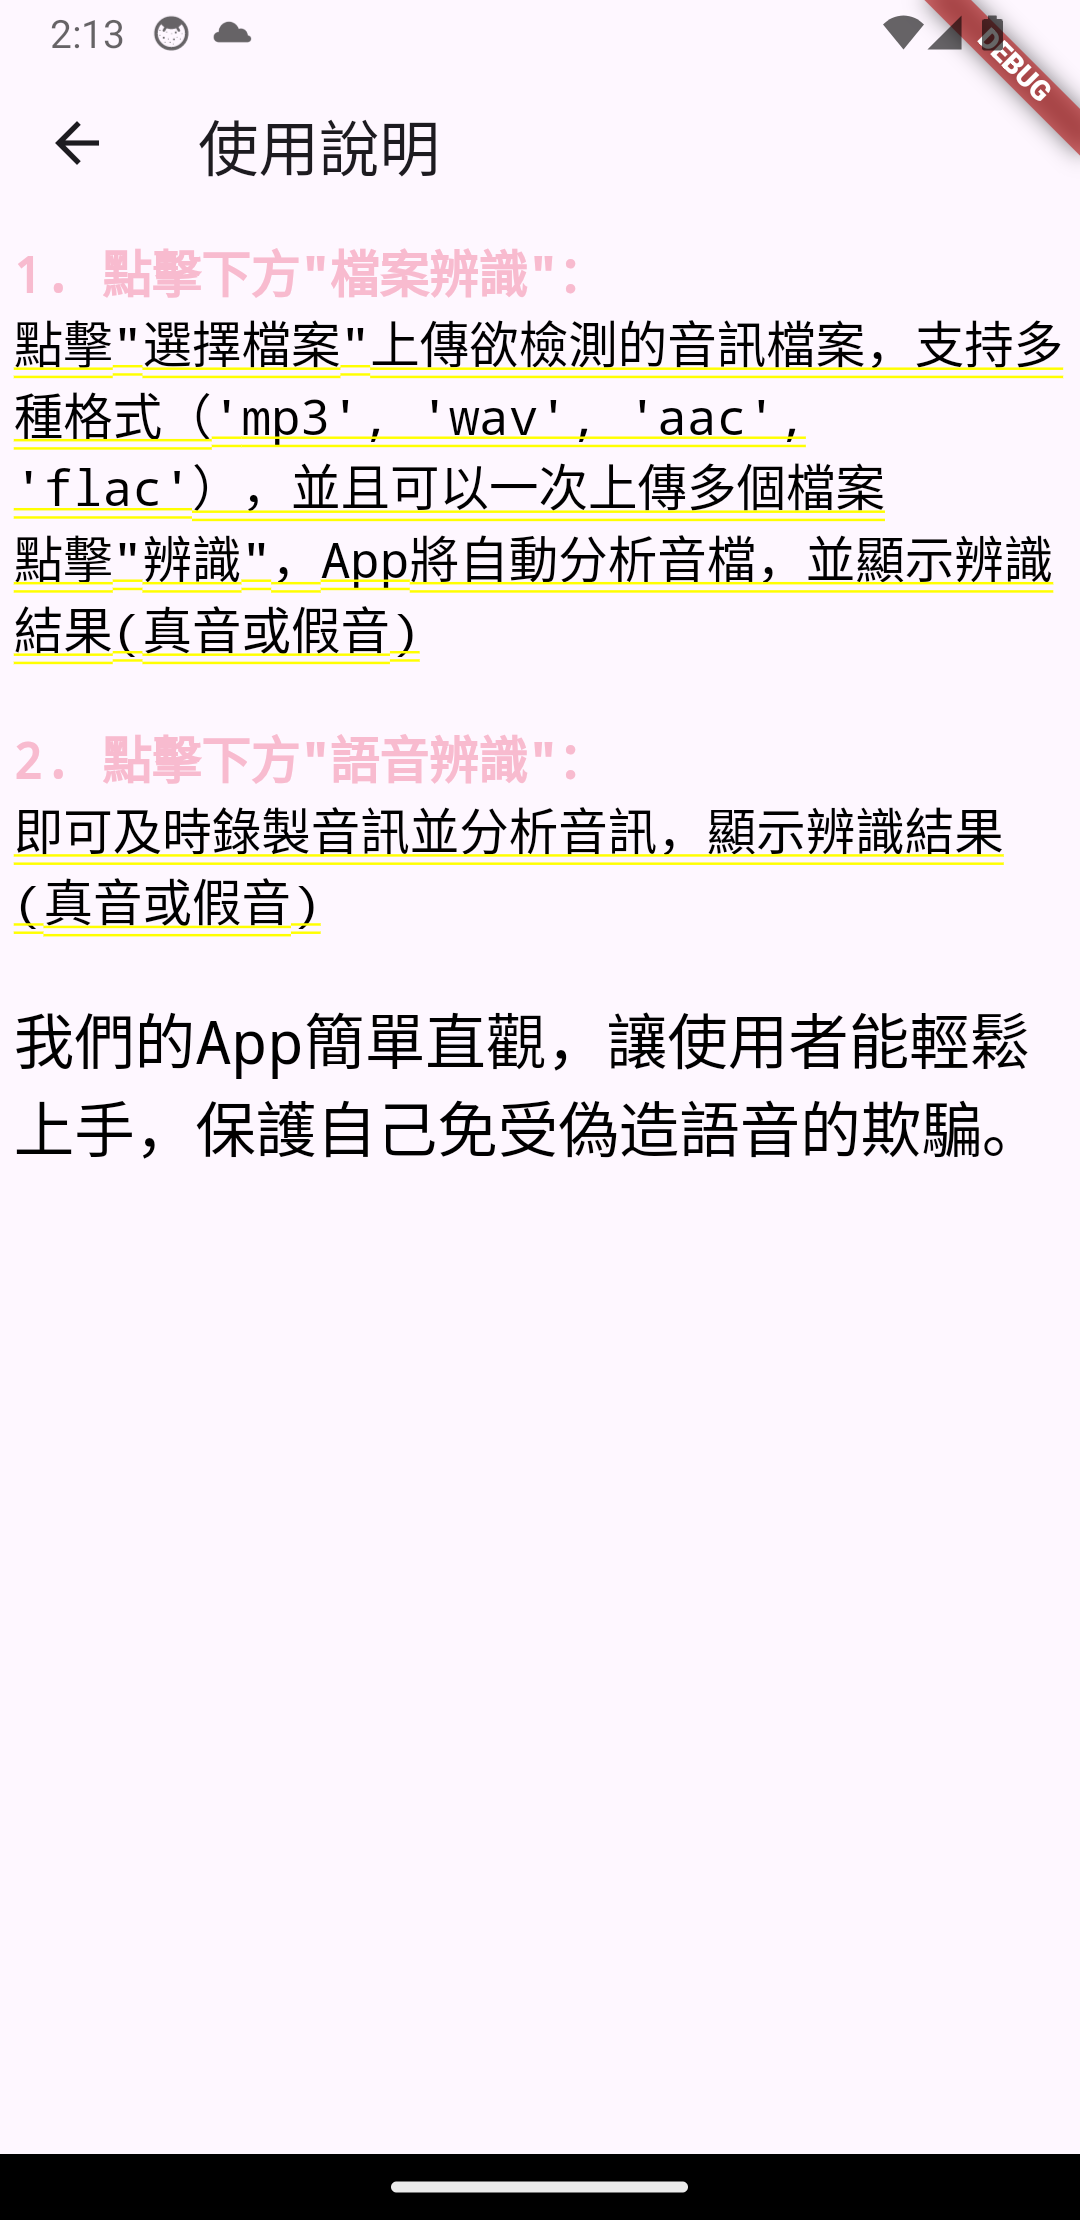 2:13
DEBUG
使用說明
1. 點擊下方"檔案辨識"：
點擊"選擇檔案"上傳欲檢測的音訊檔案，支持多
種格式（'mp3', 'wav', 'aac',
'flac'），並且可以一次上傳多個檔案
點擊"辨識"，App將自動分析音檔，並顯示辨識
結果(真音或假音)
2. 點擊下方"語音辨識"：
即可及時錄製音訊並分析音訊，顯示辨識結果
(真音或假音)
我們的App簡單直觀，讓使用者能輕鬆
上手，保護自己免受偽造語音的欺騙。